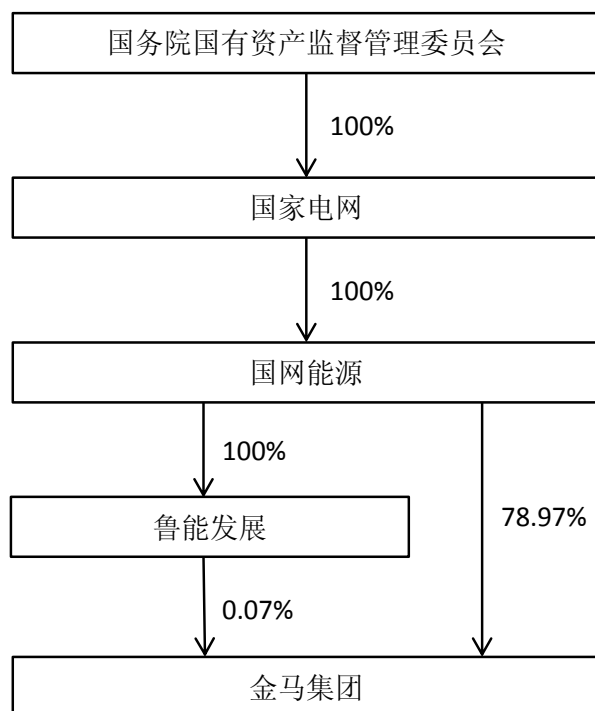 国务院国有资产监督管理委员会
100%
国家电网
100%
国网能源
100%
鲁能发展
78.97%
0.07%
金马集团